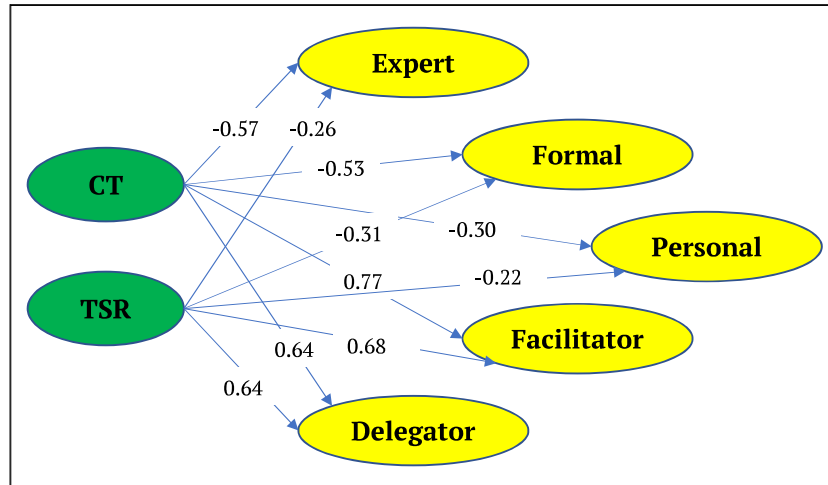 Expert
-0.57
-0.26
Formal
-0.53
CT
-0.31
-0.30
Personal
0.77
-0.22
TSR
Facilitator
0.64
0.68
0.64
Delegator